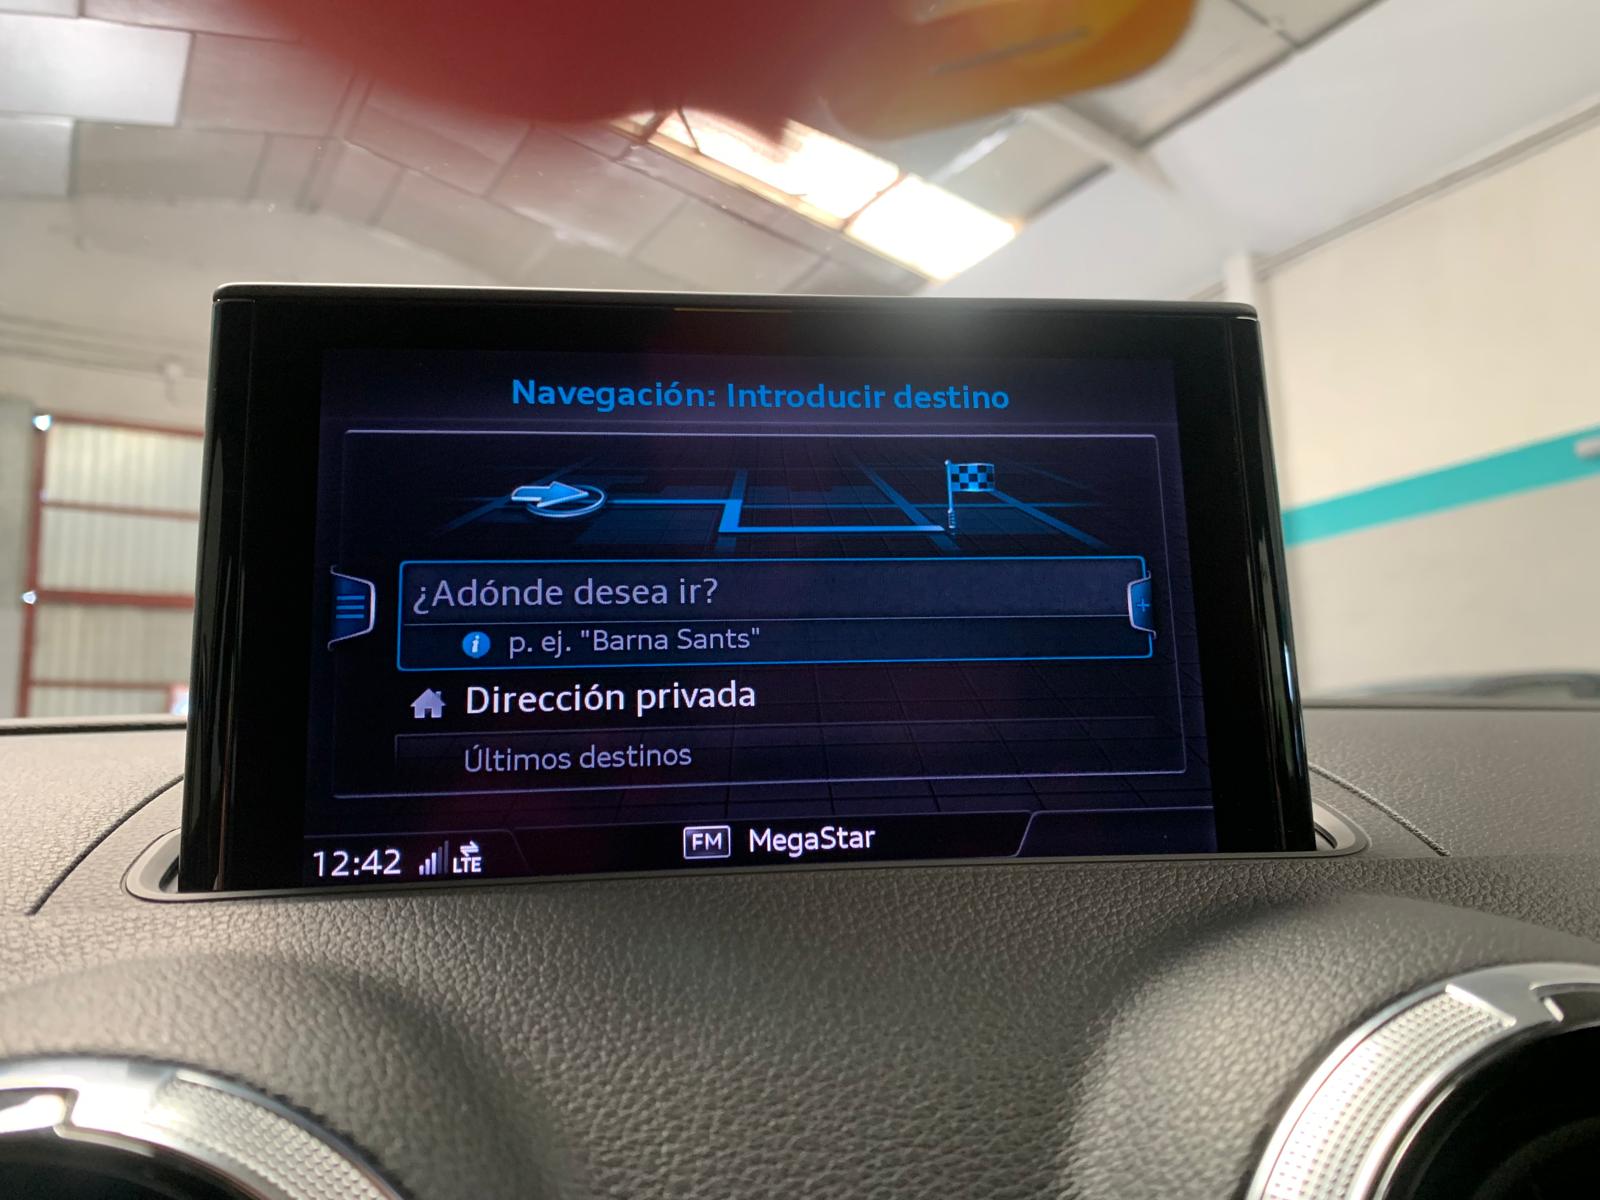 Navegación: Introducir destino
¿Adónde desea ir?
p. ej. "Barna Sants"
Dirección privada
Últimos destinos
12:42 LTE
FM MegaStar